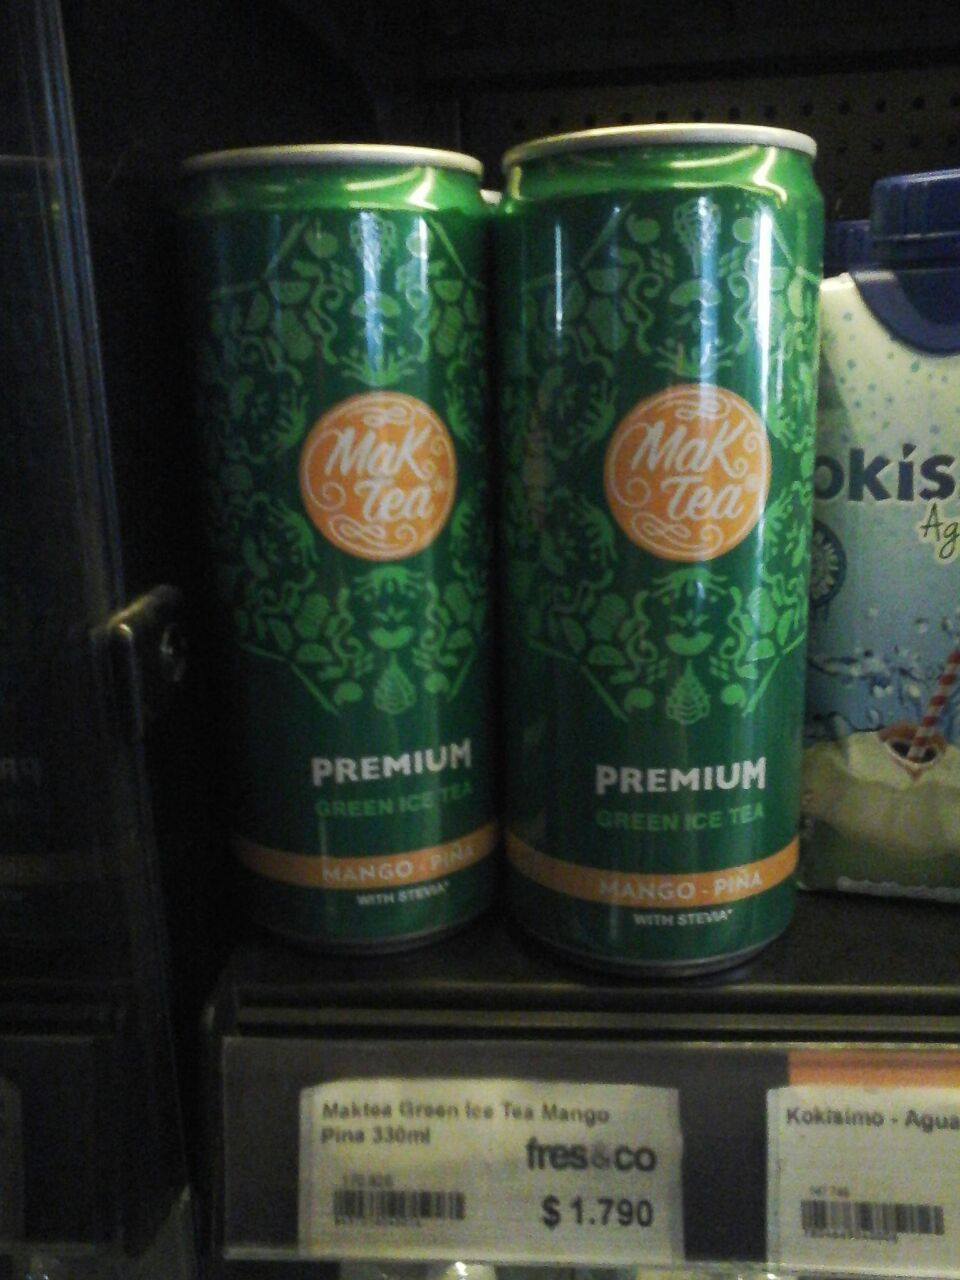 MaK
Tea
PREMIUM
GREEN ICE TEA
MANGO - PIÑA
WITH STEVIA*
MaK
Tea
PREMIUM
GREEN ICE TEA
MANGO - PIÑA
WITH STEVIA*
okis
Ag
Maktea Green Ice Tea Mango
Pina 330ml
fres&co
$1.790
Kokisimo - Agua